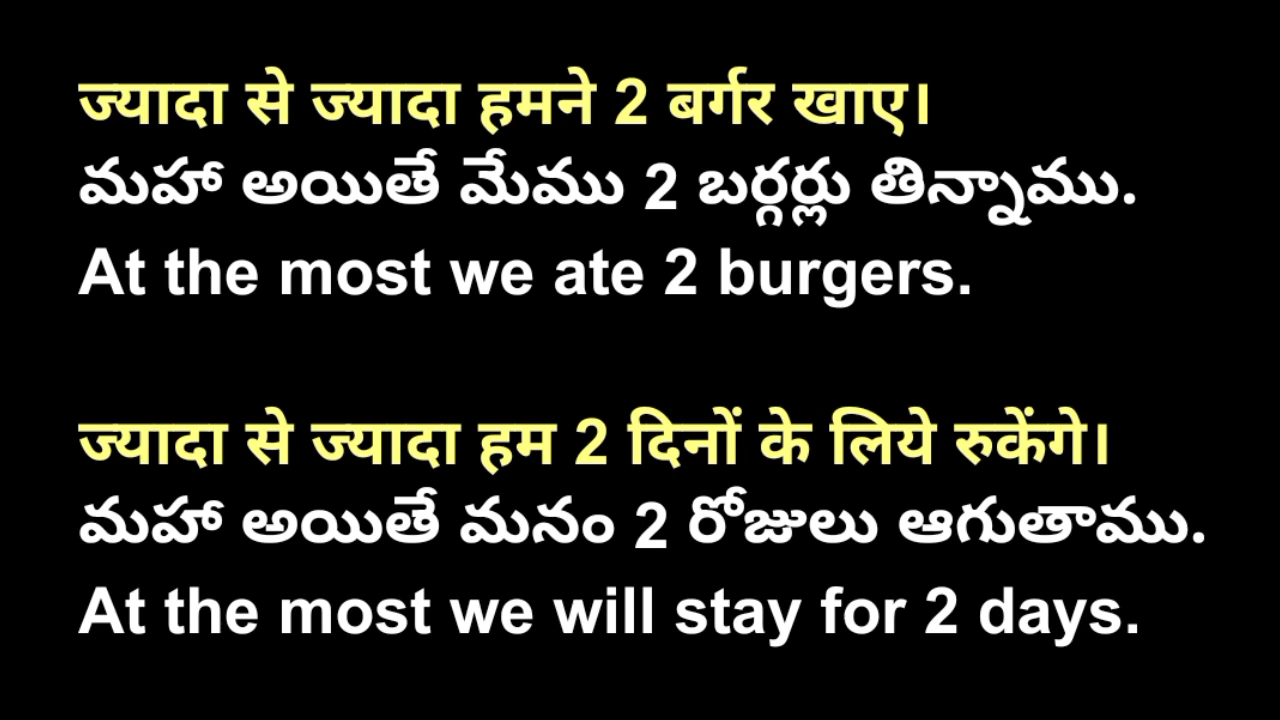 ज्यादा से ज्यादा हमने 2 बर्गर खाए।
మహా అయితే మేము 2 బర్గర్లు తిన్నాము.
At the most we ate 2 burgers.
ज्यादा से ज्यादा हम 2 दिनों के लिये रुकेंगे।
మహా అయితే మనం 2 రోజులు ఆగుతాము.
At the most we will stay for 2 days.